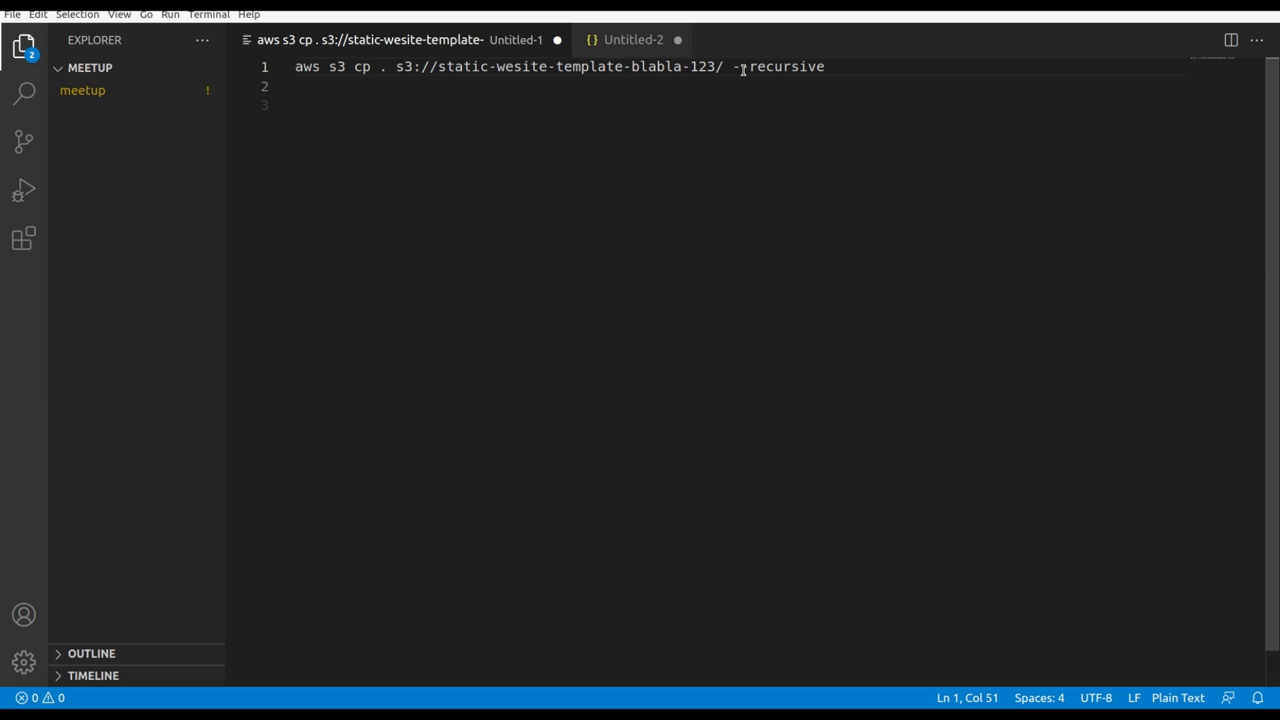 File Edit Selection View Go Run Terminal Help
EXPLORER ···
aws s3 cp . s3://static-wesite-template- Untitled-1
{} Untitled-2
2
MEETUP
meetup !
1 aws s3 cp . s3://static-wesite-template-blabla-123/ --recursive
2
3
OUTLINE
TIMELINE
0 0 Ln 1, Col 51 Spaces: 4 UTF-8 LF Plain Text